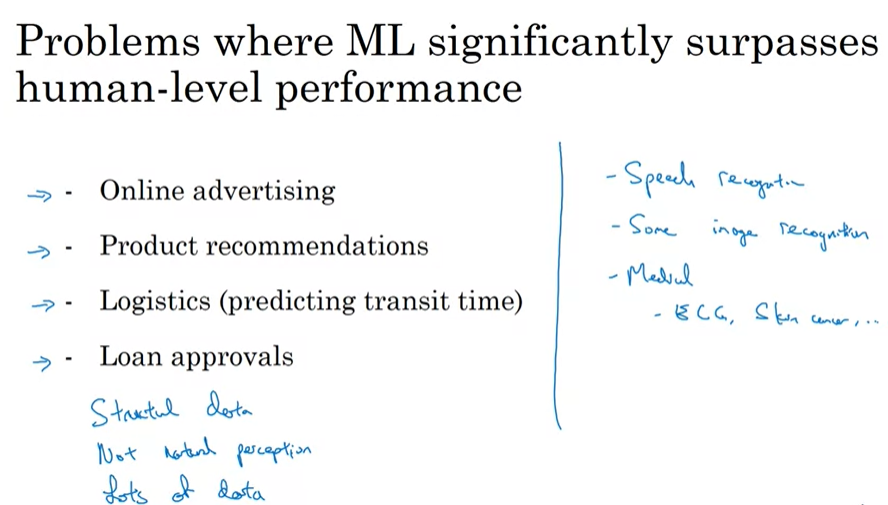 Problems where ML significantly surpasses
human-level performance
⇒ - Online advertising
⇒ - Product recommendations
⇒ - Logistics (predicting transit time)
⇒ - Loan approvals
Structured data
Not natural perception
Lots of data
- Speech recognition
- Some image recognition
- Medical
- ECG, Skin cancer, ...